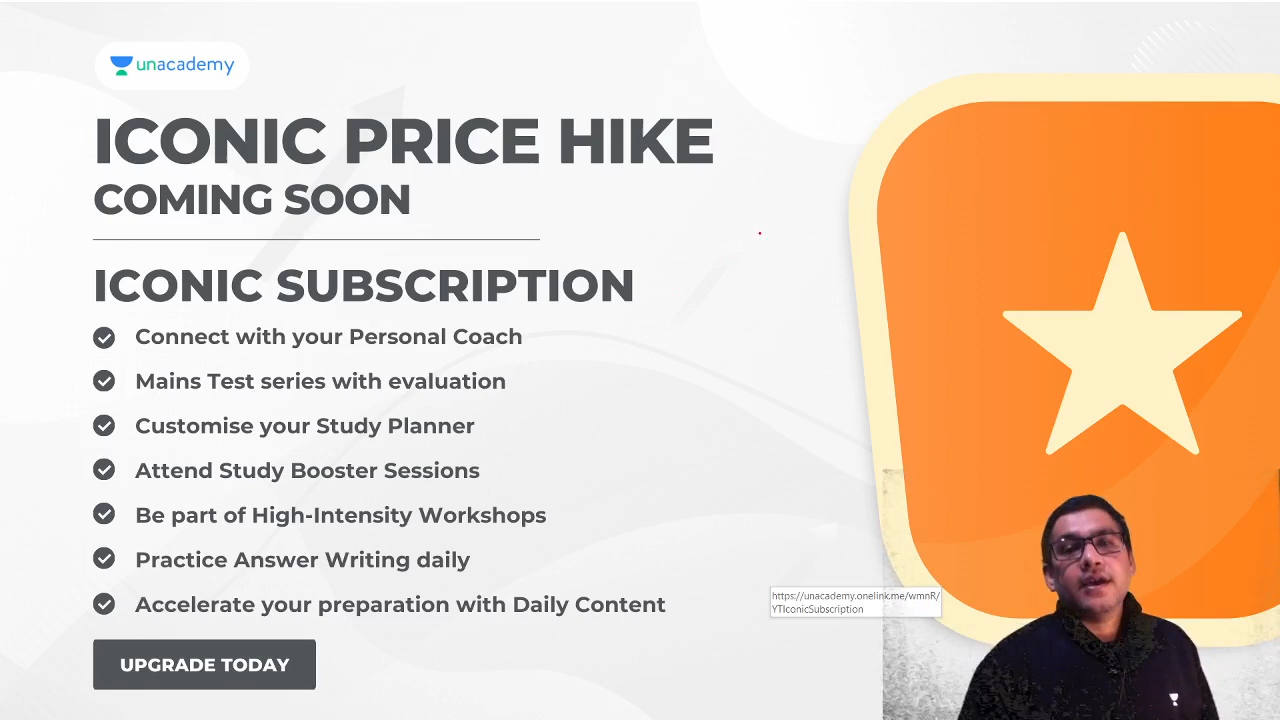 unacademy
ICONIC PRICE HIKE
COMING SOON
ICONIC SUBSCRIPTION
Connect with your Personal Coach
Mains Test series with evaluation
Customise your Study Planner
Attend Study Booster Sessions
Be part of High-Intensity Workshops
Practice Answer Writing daily
Accelerate your preparation with Daily Content
https://unacademy.onelink.me/wmnR/
YTIconicSubscription
UPGRADE TODAY